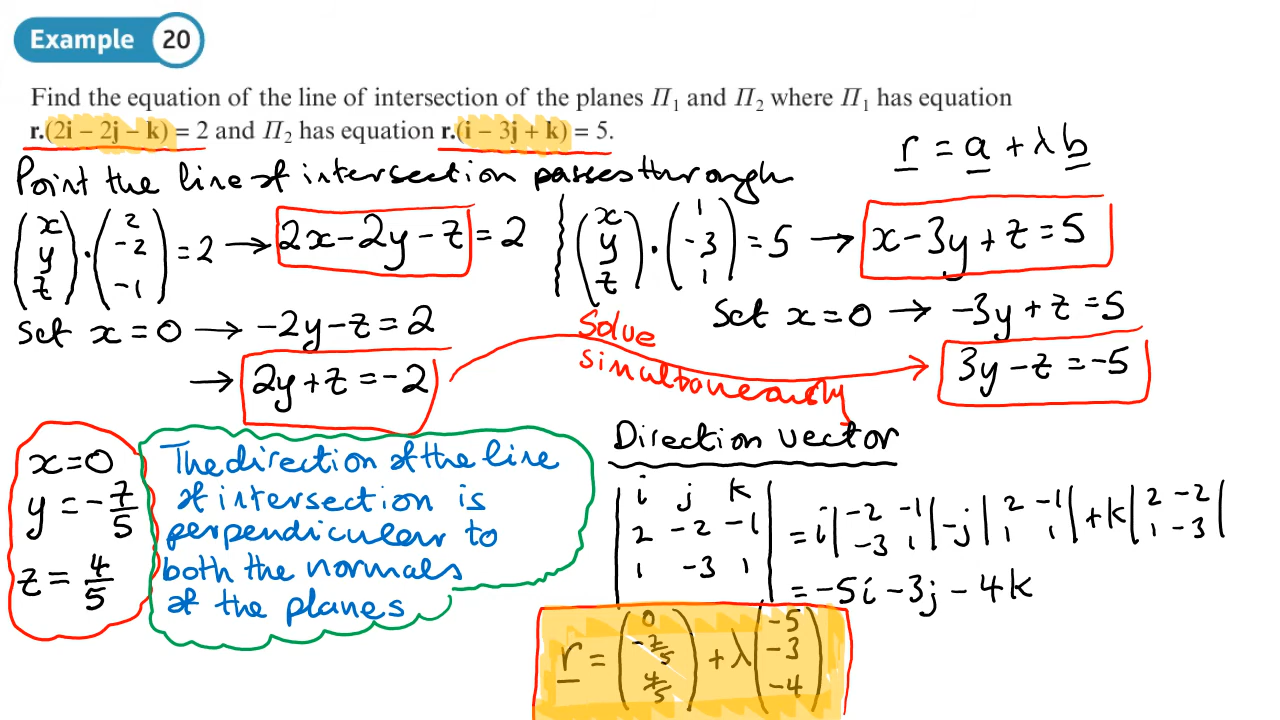 Example 20
Find the equation of the line of intersection of the planes Π₁ and Π₂ where Π₁ has equation
r.(2i − 2j − k) = 2 and Π₂ has equation r.(i − 3j + k) = 5.
r = a + λb
Point the line of intersection passes through
(x y z) · (2 −2 −1) = 2 → 2x − 2y − z = 2
(x y z) · (1 −3 1) = 5 → x − 3y + z = 5
Set x = 0 → −2y − z = 2
→ 2y + z = −2
Solve
simultaneously
Set x = 0 → −3y + z = 5
3y − z = −5
x = 0
y = −7/5
z = 4/5
The direction of the line
of intersection is
perpendicular to
both the normals
of the planes
Direction vector
| i j k |
| 2 −2 −1 |
| 1 −3 1 |
= i | −2 −1 −3 1 | − j | 2 −1 1 1 | + k | 2 −2 1 −3 |
= −5i − 3j − 4k
r = (0 −7/5 4/5) + λ (−5 −3 −4)